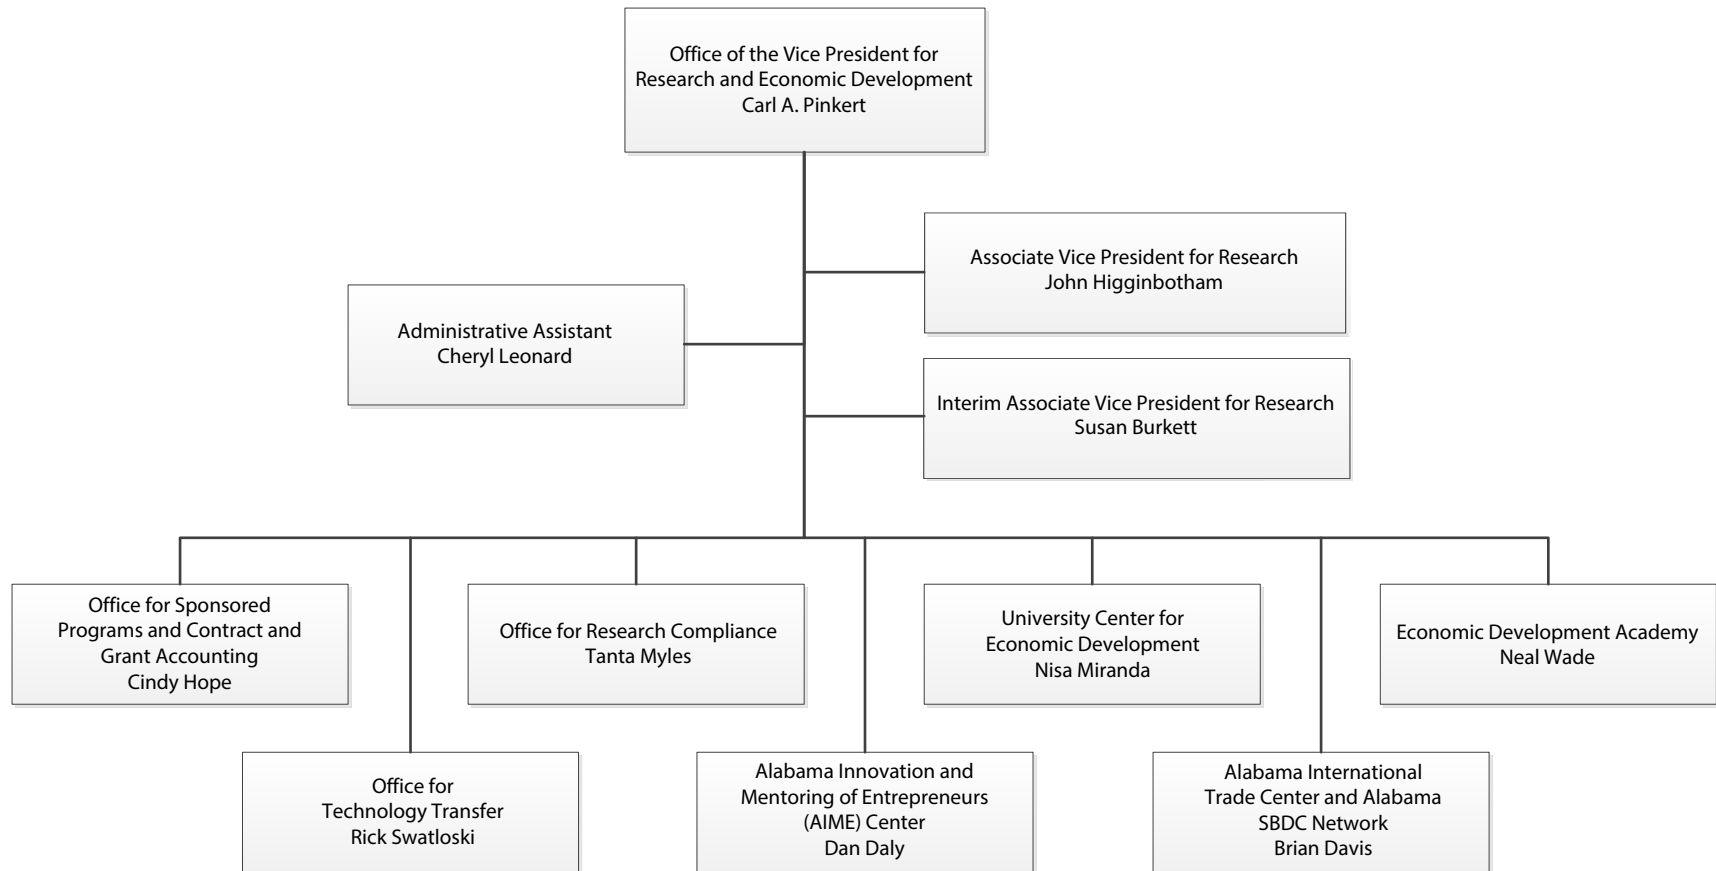 Office of the Vice President for
Research and Economic Development
Carl A. Pinkert
Associate Vice President for Research
John Higginbotham
Administrative Assistant
Cheryl Leonard
Interim Associate Vice President for Research
Susan Burkett
Office for Sponsored
Programs and Contract and
Grant Accounting
Cindy Hope
Office for Research Compliance
Tanta Myles
University Center for
Economic Development
Nisa Miranda
Economic Development Academy
Neal Wade
Office for
Technology Transfer
Rick Swatloski
Alabama Innovation and
Mentoring of Entrepreneurs
(AIME) Center
Dan Daly
Alabama International
Trade Center and Alabama
SBDC Network
Brian Davis